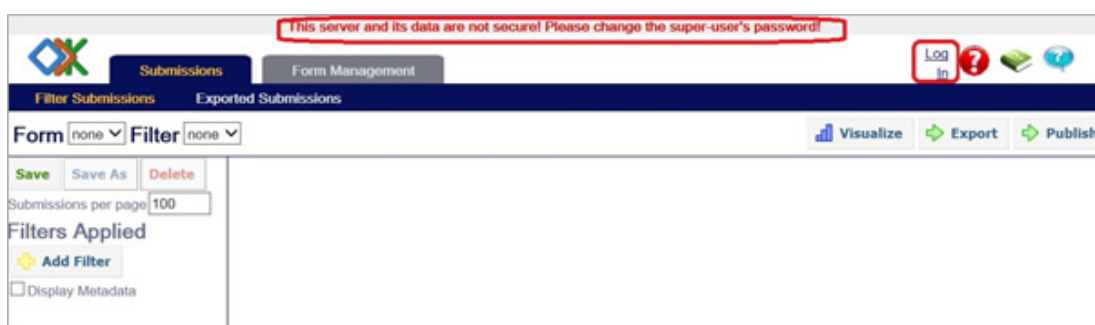 This server and its data are not secure! Please change the super-user's password!
Submissions Form Management Log
In
Filter Submissions Exported Submissions
Form none Filter none Visualize Export Publish
Save Save As Delete
Submissions per page 100
Filters Applied
Add Filter
Display Metadata